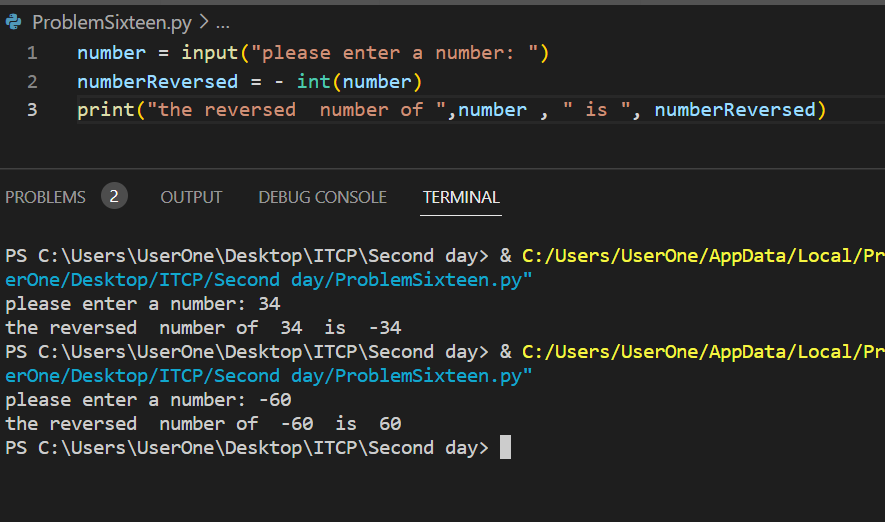 ProblemSixteen.py > ...
1 number = input("please enter a number: ")
2 numberReversed = - int(number)
3 print("the reversed  number of ",number , " is ", numberReversed)
PROBLEMS 2 OUTPUT DEBUG CONSOLE TERMINAL
PS C:\Users\UserOne\Desktop\ITCP\Second day> & C:/Users/UserOne/AppData/Local/Pr
erOne/Desktop/ITCP/Second day/ProblemSixteen.py"
please enter a number: 34
the reversed  number of  34  is  -34
PS C:\Users\UserOne\Desktop\ITCP\Second day> & C:/Users/UserOne/AppData/Local/Pr
erOne/Desktop/ITCP/Second day/ProblemSixteen.py"
please enter a number: -60
the reversed  number of  -60  is  60
PS C:\Users\UserOne\Desktop\ITCP\Second day>